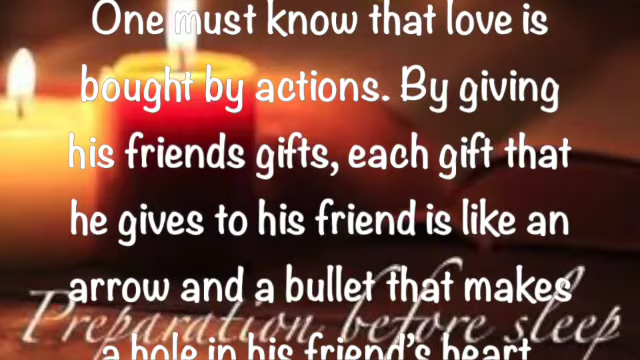 One must know that love is
bought by actions. By giving
his friends gifts, each gift that
he gives to his friend is like an
arrow and a bullet that makes
Preparation before sleep
a hole in his friend's heart